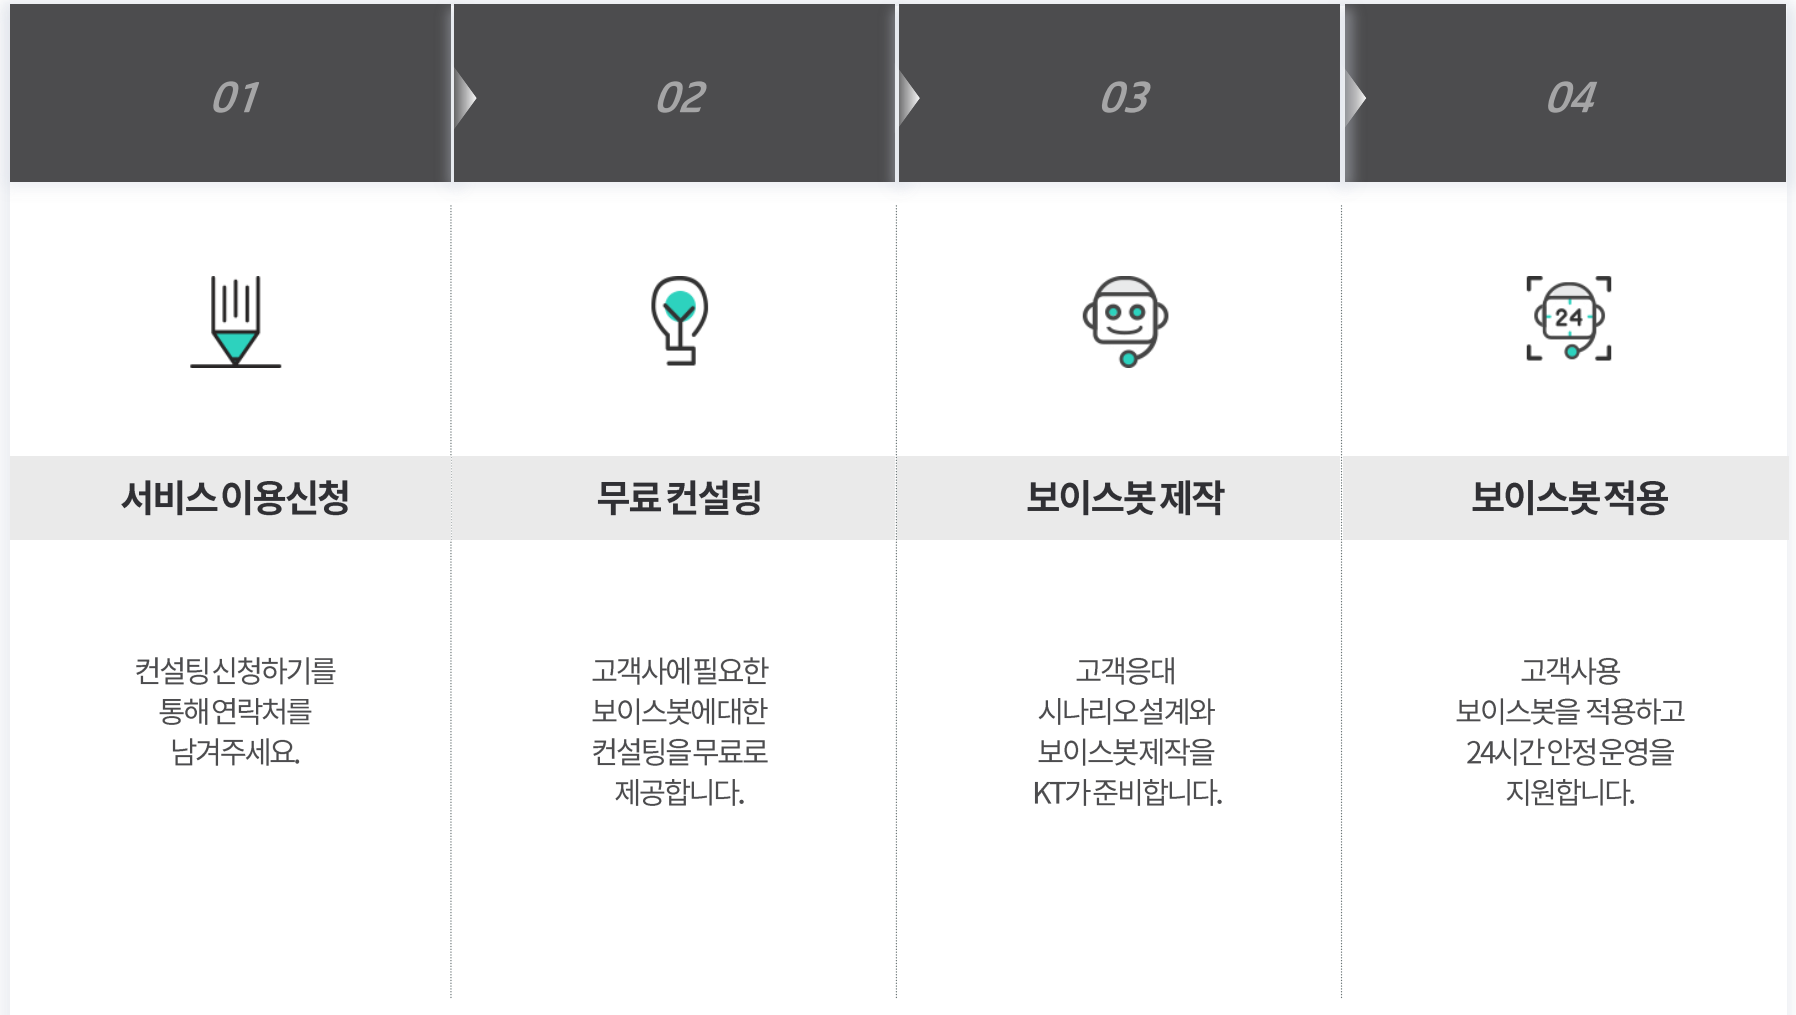 01
02
03
04
24
서비스 이용신청
무료 컨설팅
보이스봇 제작
보이스봇 적용
컨설팅 신청하기를
통해 연락처를
남겨주세요.
고객사에 필요한
보이스봇에 대한
컨설팅을 무료로
제공합니다.
고객응대
시나리오 설계와
보이스봇 제작을
KT가 준비합니다.
고객사용
보이스봇을 적용하고
24시간 안정 운영을
지원합니다.